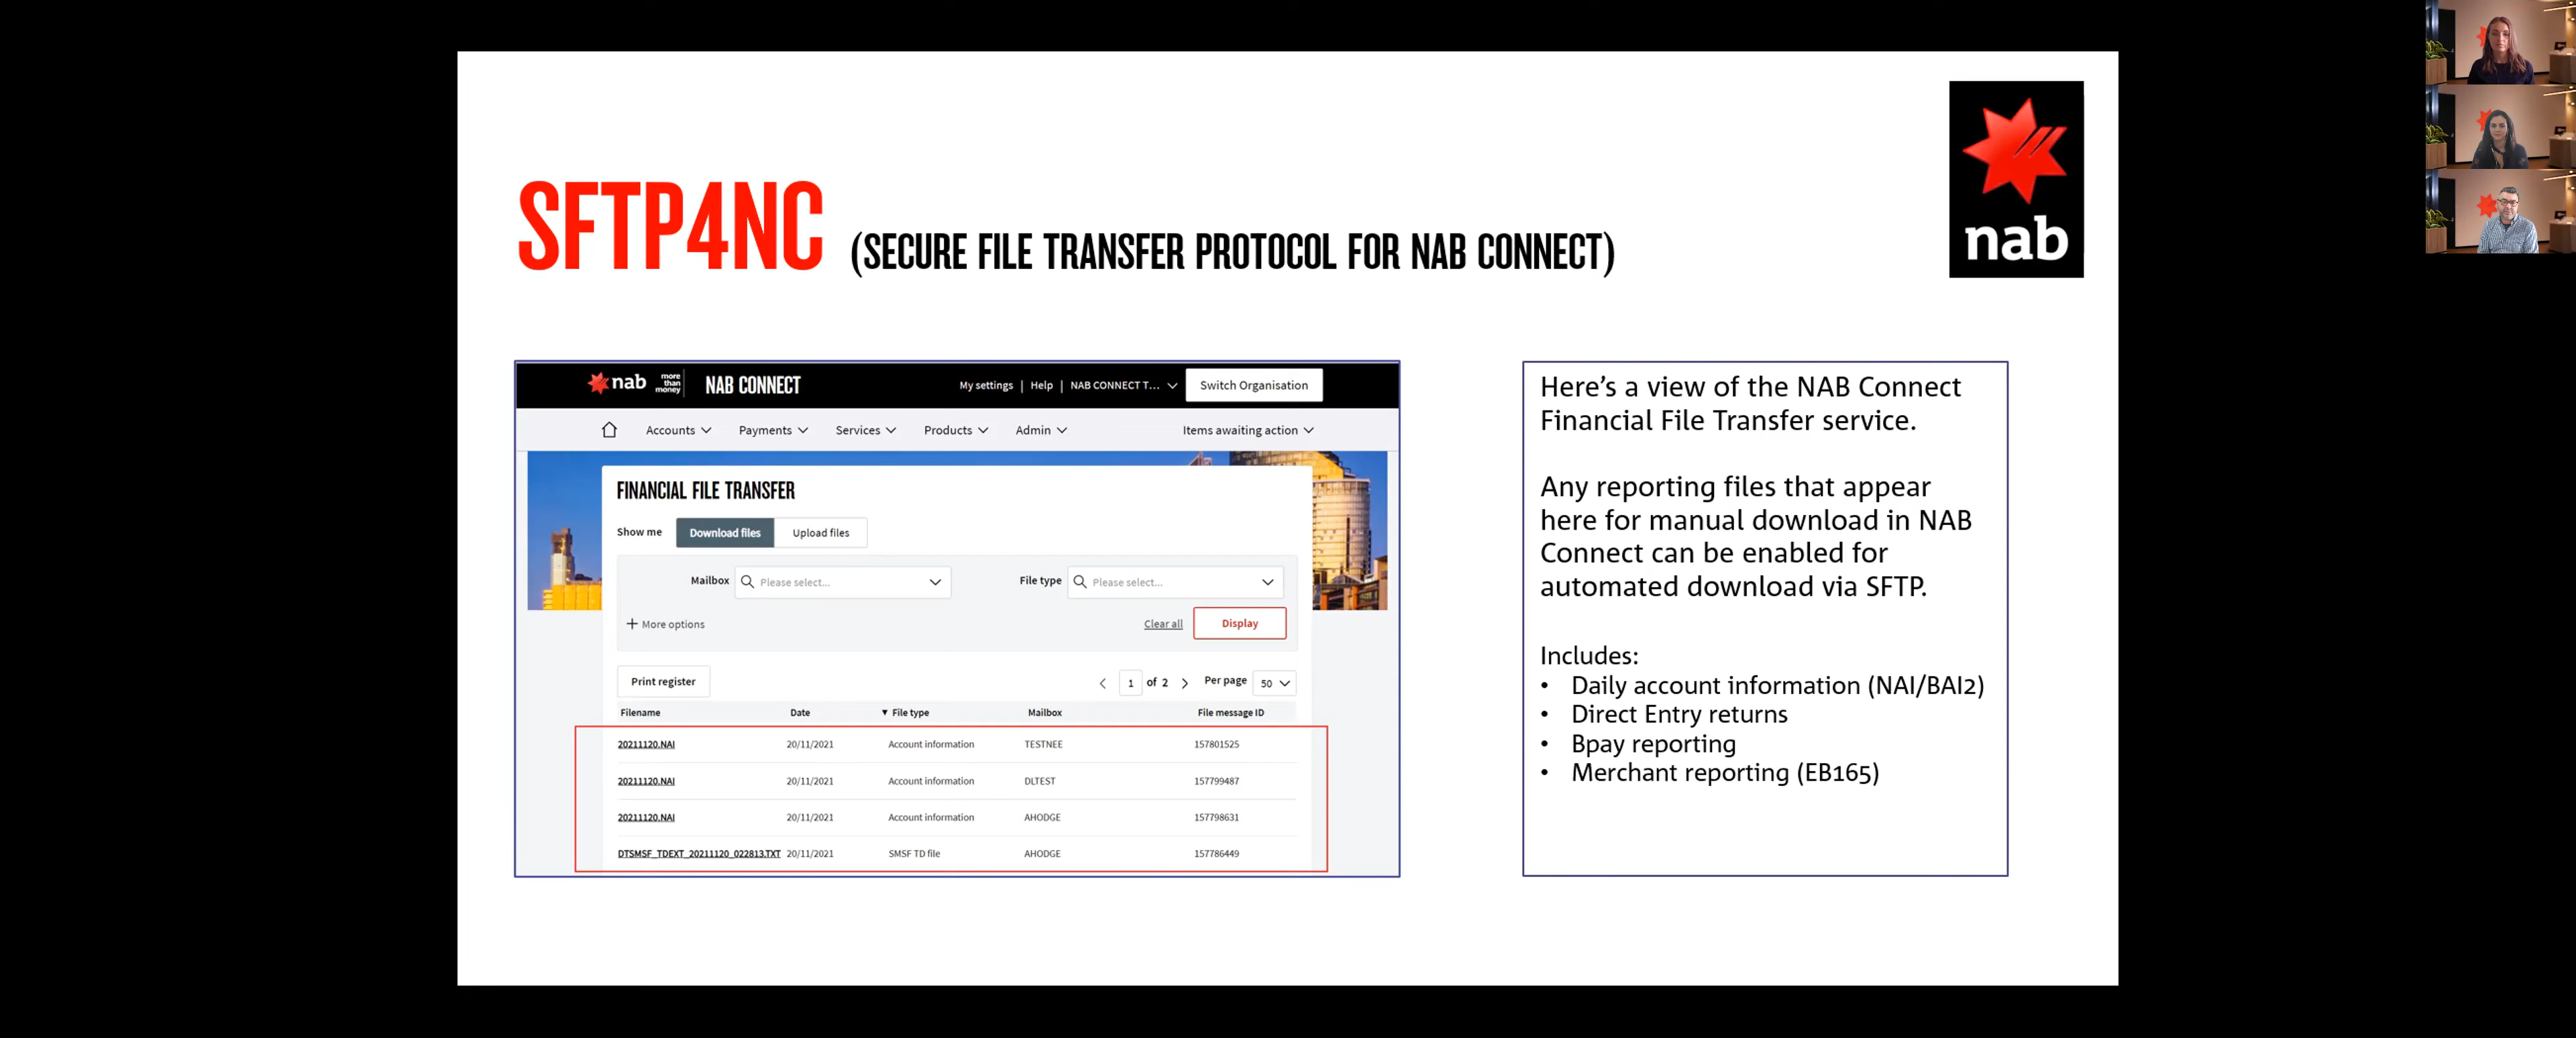 nab
SFTP4NC (SECURE FILE TRANSFER PROTOCOL FOR NAB CONNECT)
nab more than money NAB CONNECT My settings | Help | NAB CONNECT T... Switch Organisation
Accounts Payments Services Products Admin Items awaiting action
FINANCIAL FILE TRANSFER
Show me Download files Upload files
Mailbox Please select... File type Please select...
+ More options Clear all Display
Print register < 1 of 2 > Per page 50
Filename Date ▼ File type Mailbox File message ID
20211120.NAI 20/11/2021 Account information TESTNEE 157801525
20211120.NAI 20/11/2021 Account information DLTEST 157799487
20211120.NAI 20/11/2021 Account information AHODGE 157798631
DTSMSF_TDEXT_20211120_022813.TXT 20/11/2021 SMSF TD file AHODGE 157786449
Here's a view of the NAB Connect
Financial File Transfer service.
Any reporting files that appear
here for manual download in NAB
Connect can be enabled for
automated download via SFTP.
Includes:
• Daily account information (NAI/BAI2)
• Direct Entry returns
• Bpay reporting
• Merchant reporting (EB165)